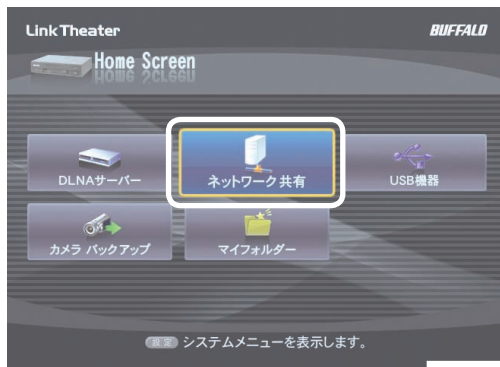 LinkTheater
BUFFALO
Home Screen
DLNAサーバー
ネットワーク共有
USB機器
カメラ バックアップ
マイフォルダー
設定 システムメニューを表示します。